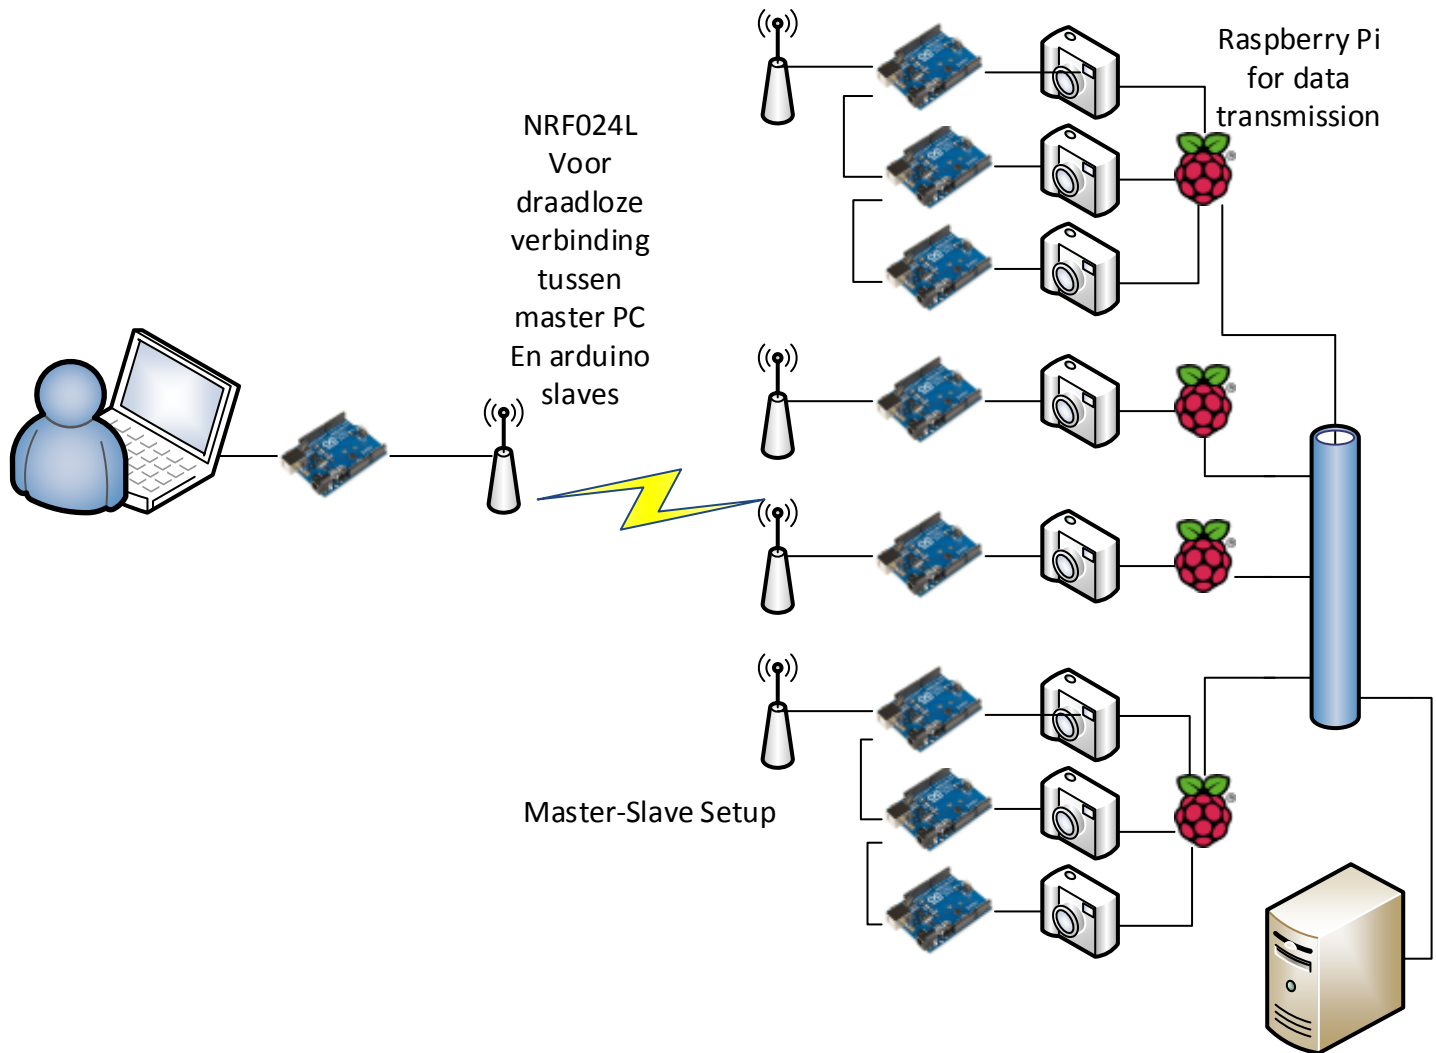 NRF024L
Voor
draadloze
verbinding
tussen
master PC
En arduino
slaves
Raspberry Pi
for data
transmission
Master-Slave Setup